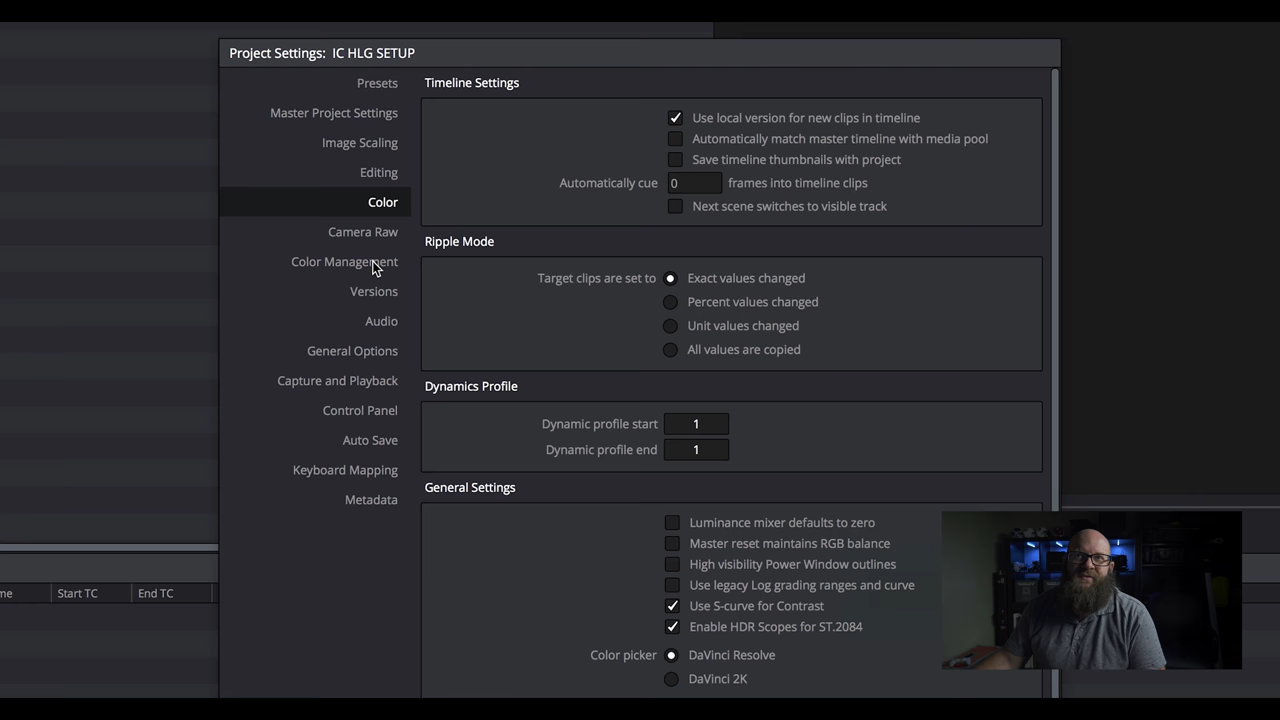 Project Settings: IC HLG SETUP
Presets
Master Project Settings
Image Scaling
Editing
Color
Camera Raw
Color Management
Versions
Audio
General Options
Capture and Playback
Control Panel
Auto Save
Keyboard Mapping
Metadata
Timeline Settings
Use local version for new clips in timeline
Automatically match master timeline with media pool
Save timeline thumbnails with project
Automatically cue 0 frames into timeline clips
Next scene switches to visible track
Ripple Mode
Target clips are set to Exact values changed
Percent values changed
Unit values changed
All values are copied
Dynamics Profile
Dynamic profile start 1
Dynamic profile end 1
General Settings
Luminance mixer defaults to zero
Master reset maintains RGB balance
High visibility Power Window outlines
Use legacy Log grading ranges and curve
Use S-curve for Contrast
Enable HDR Scopes for ST.2084
Color picker DaVinci Resolve
DaVinci 2K
me Start TC End TC